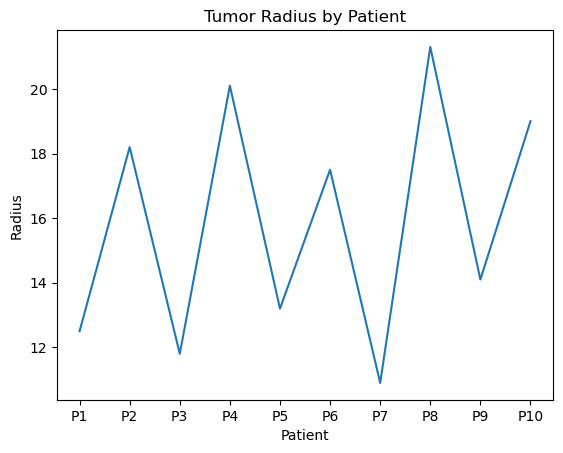 Tumor Radius by Patient
20
18
16
14
12
Radius
P1 P2 P3 P4 P5 P6 P7 P8 P9 P10
Patient